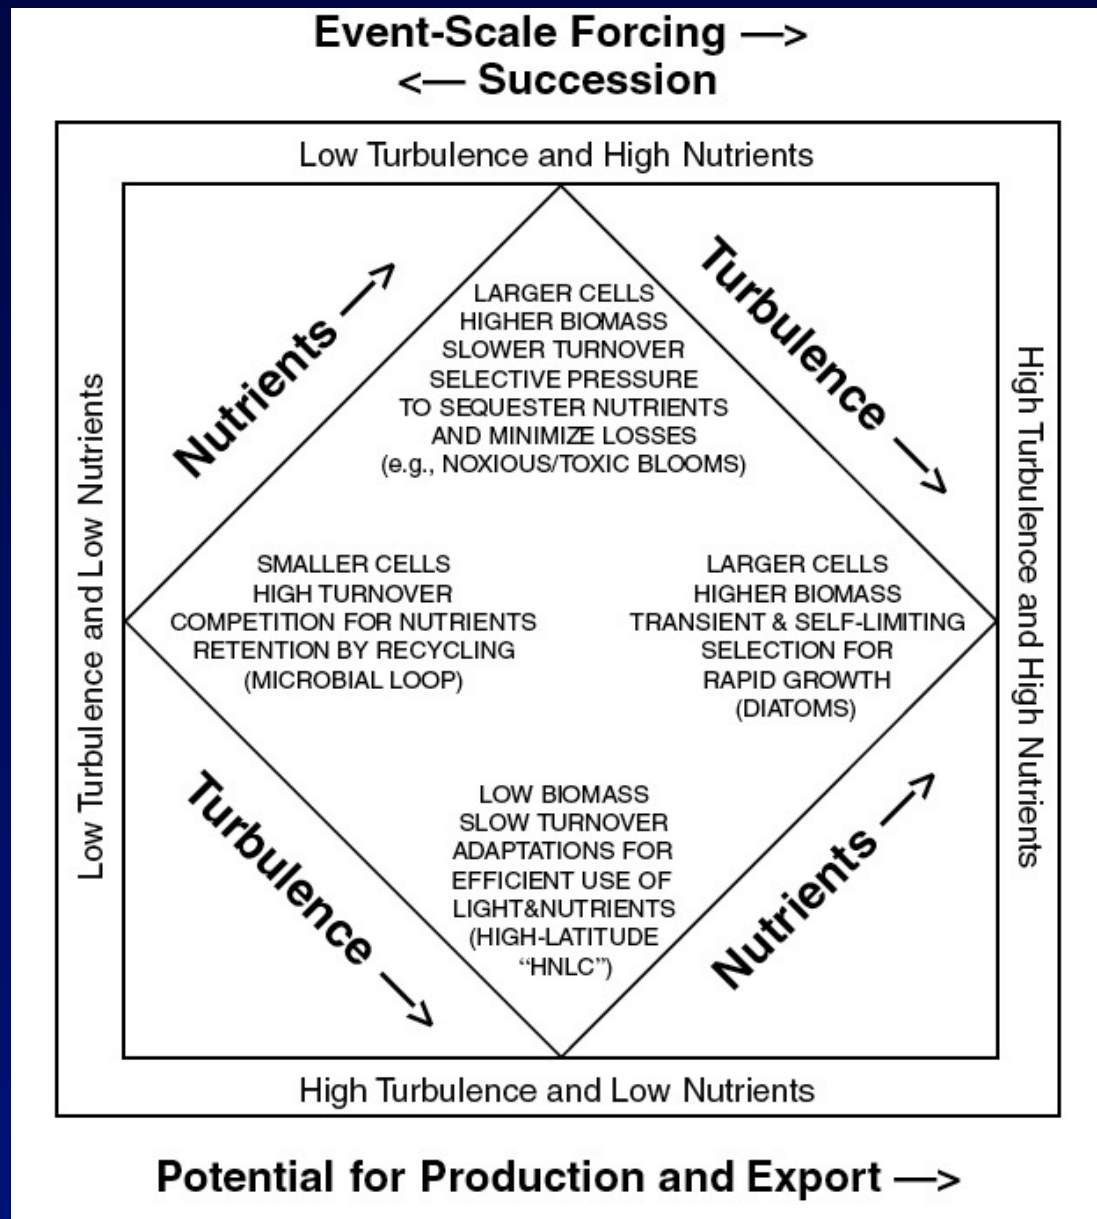 Event-Scale Forcing —>
<— Succession
Low Turbulence and High Nutrients
Nutrients —>
Turbulence —>
LARGER CELLS
HIGHER BIOMASS
SLOWER TURNOVER
SELECTIVE PRESSURE
TO SEQUESTER NUTRIENTS
AND MINIMIZE LOSSES
(e.g., NOXIOUS/TOXIC BLOOMS)
Low Turbulence and Low Nutrients
High Turbulence and High Nutrients
SMALLER CELLS
HIGH TURNOVER
COMPETITION FOR NUTRIENTS
RETENTION BY RECYCLING
(MICROBIAL LOOP)
LARGER CELLS
HIGHER BIOMASS
TRANSIENT & SELF-LIMITING
SELECTION FOR
RAPID GROWTH
(DIATOMS)
Turbulence —>
LOW BIOMASS
SLOW TURNOVER
ADAPTATIONS FOR
EFFICIENT USE OF
LIGHT&NUTRIENTS
(HIGH-LATITUDE
“HNLC”)
Nutrients —>
High Turbulence and Low Nutrients
Potential for Production and Export —>